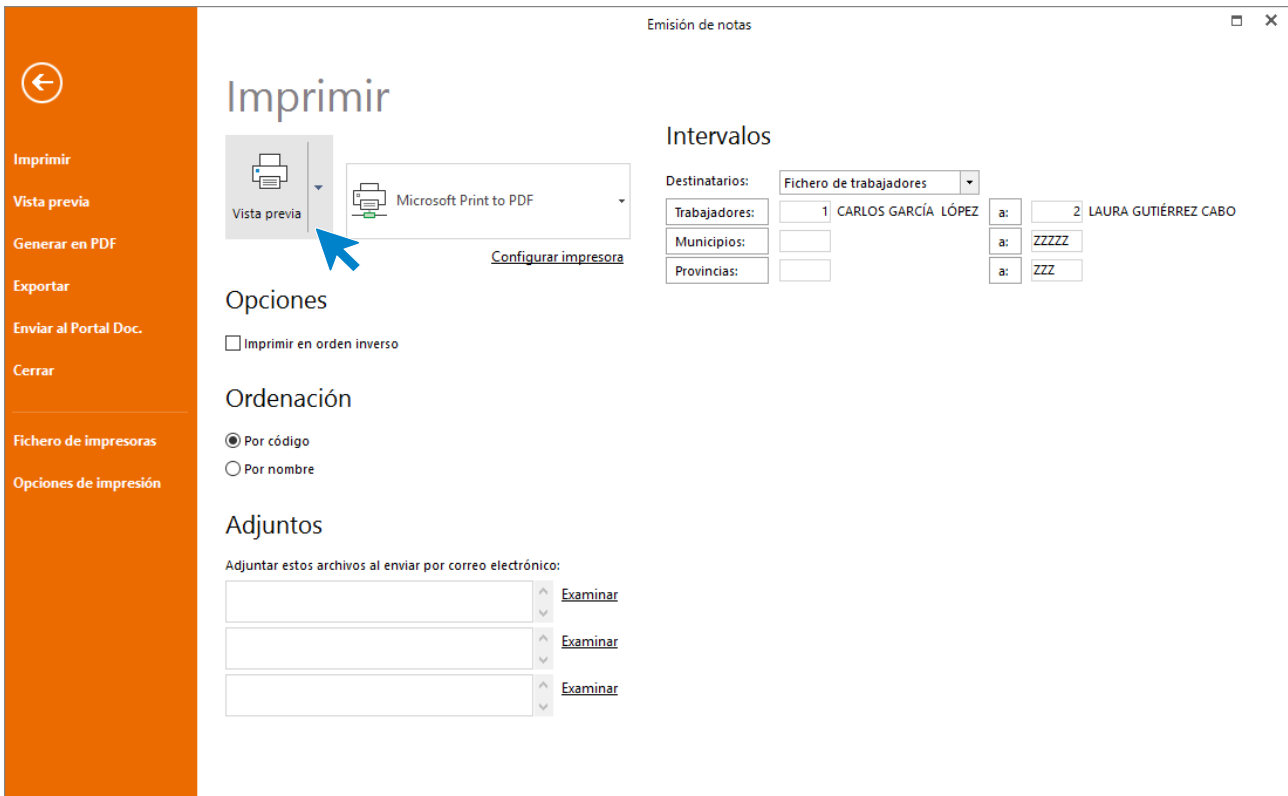 Emisión de notas
Imprimir
Vista previa
Generar en PDF
Exportar
Enviar al Portal Doc.
Cerrar
Fichero de impresoras
Opciones de impresión
Imprimir
Vista previa
Microsoft Print to PDF
Configurar impresora
Opciones
Imprimir en orden inverso
Ordenación
Por código
Por nombre
Adjuntos
Adjuntar estos archivos al enviar por correo electrónico:
Examinar
Examinar
Examinar
Intervalos
Destinatarios: Fichero de trabajadores
Trabajadores: 1 CARLOS GARCÍA LÓPEZ a: 2 LAURA GUTIÉRREZ CABO
Municipios: a: ZZZZZ
Provincias: a: ZZZ